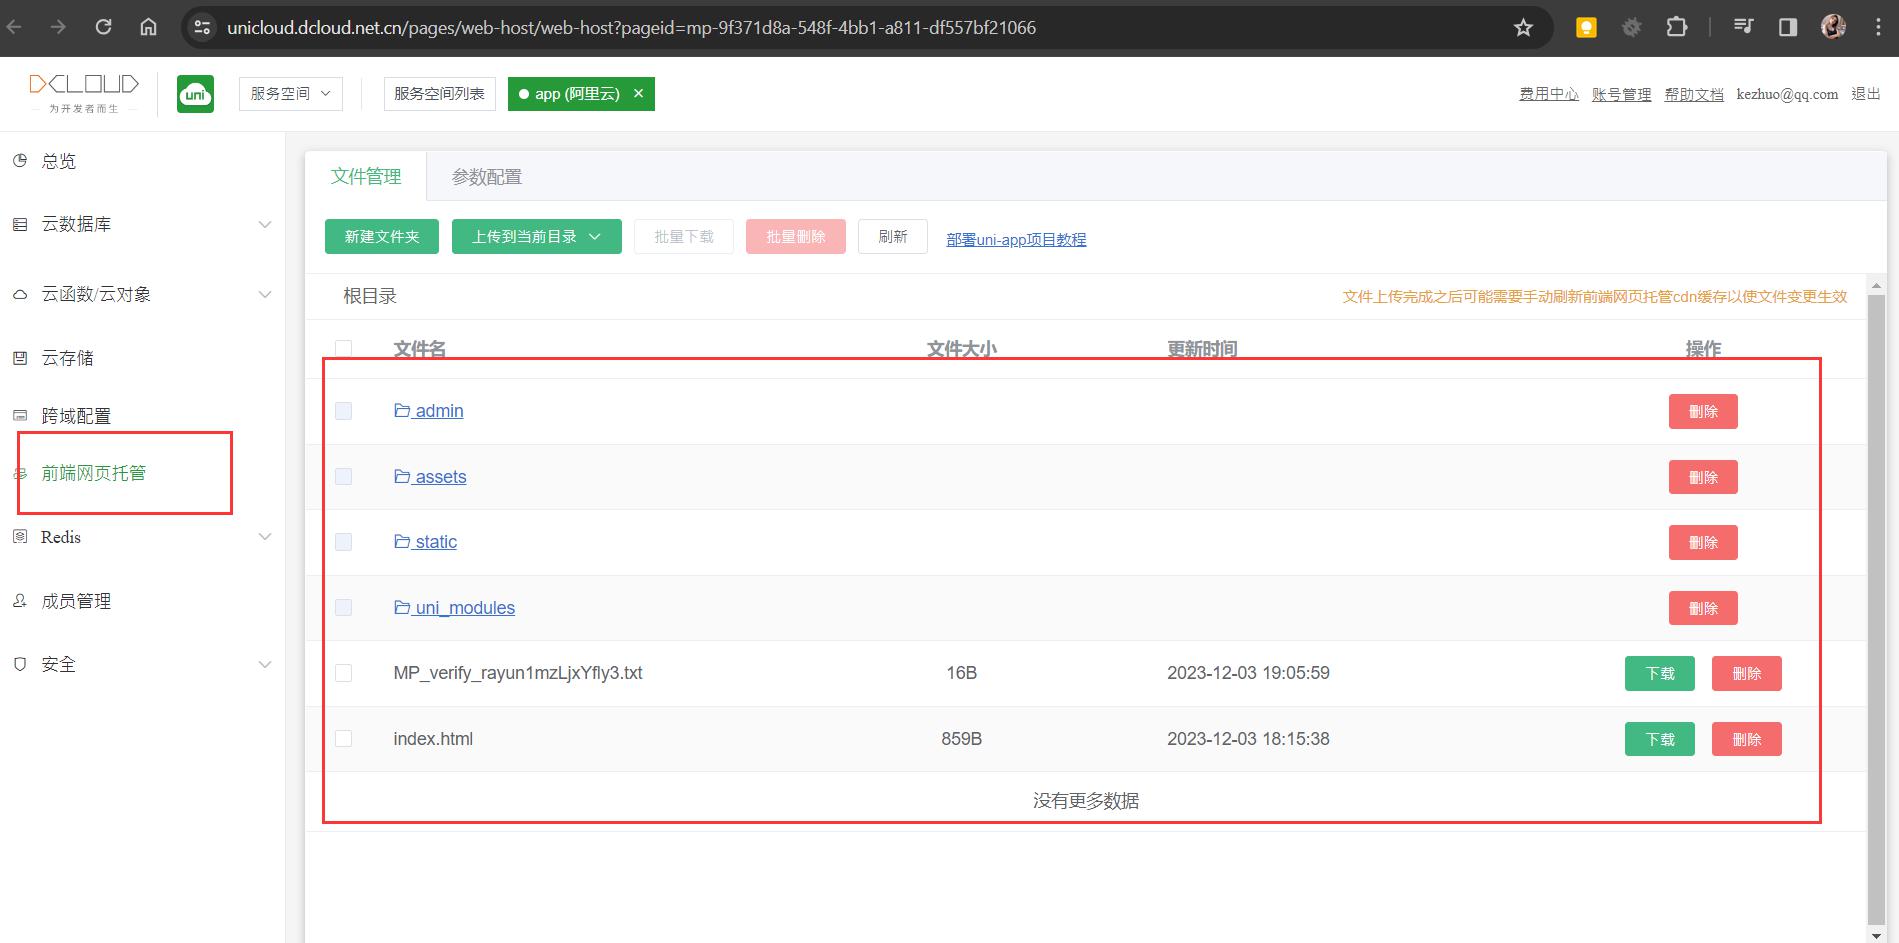 unicloud.dcloud.net.cn/pages/web-host/web-host?pageid=mp-9f371d8a-548f-4bb1-a811-df557bf21066
DCLOUD
为开发者而生
uni
服务空间
服务空间列表
app (阿里云) ×
费用中心 账号管理 帮助文档 kezhuo@qq.com 退出
总览
云数据库
云函数/云对象
云存储
跨域配置
前端网页托管
Redis
成员管理
安全
文件管理 参数配置
新建文件夹 上传到当前目录 批量下载 批量删除 刷新 部署uni-app项目教程
根目录 文件上传完成之后可能需要手动刷新前端网页托管cdn缓存以使文件变更生效
文件名 文件大小 更新时间 操作
admin 删除
assets 删除
static 删除
uni_modules 删除
MP_verify_rayun1mzLjxYfly3.txt 16B 2023-12-03 19:05:59 下载 删除
index.html 859B 2023-12-03 18:15:38 下载 删除
没有更多数据